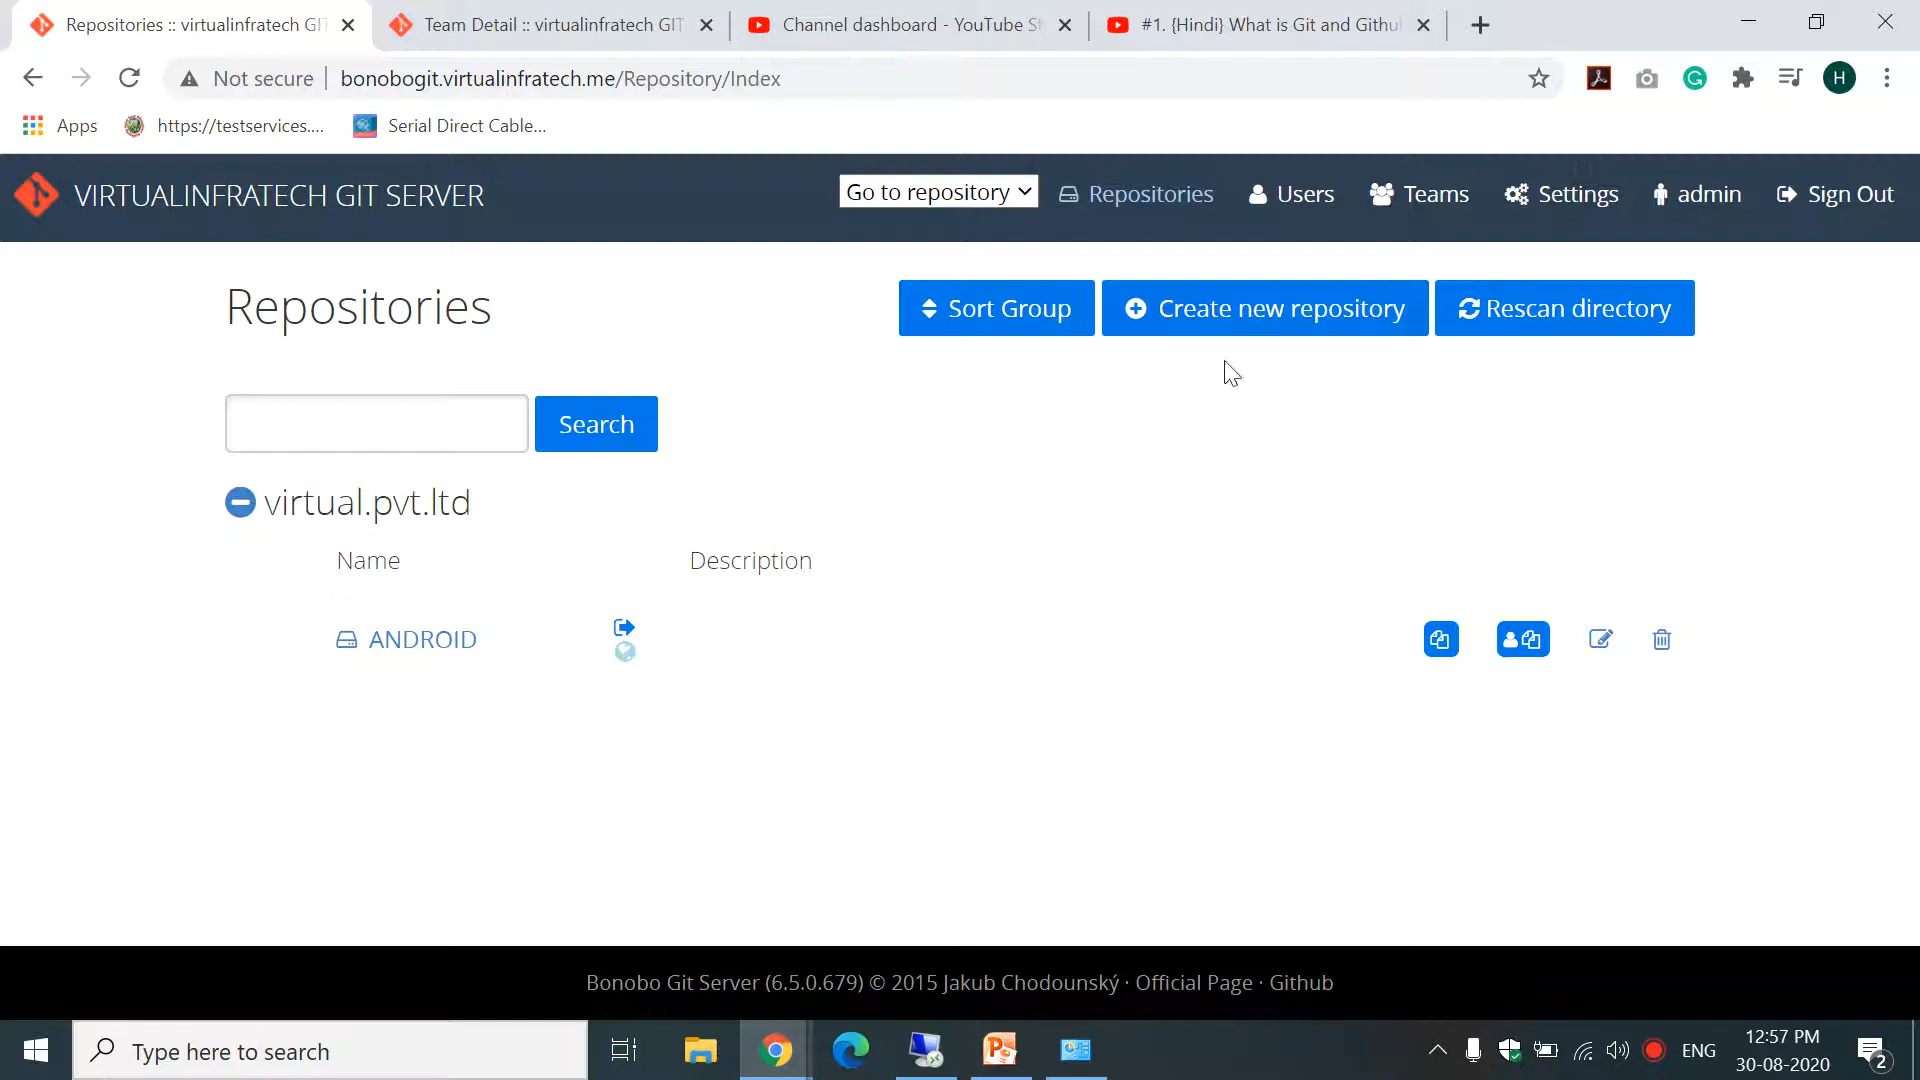 Repositories :: virtualinfratech GI
Team Detail :: virtualinfratech GIT
Channel dashboard - YouTube St
#1. {Hindi} What is Git and Githu
Not secure
bonobogit.virtualinfratech.me/Repository/Index
H
Apps
https://testservices....
Serial Direct Cable...
VIRTUALINFRATECH GIT SERVER
Go to repository
Repositories
Users
Teams
Settings
admin
Sign Out
Repositories
Sort Group
Create new repository
Rescan directory
Search
virtual.pvt.ltd
Name
Description
ANDROID
Bonobo Git Server (6.5.0.679) © 2015 Jakub Chodounský · Official Page · Github
Type here to search
ENG
12:57 PM
30-08-2020
2